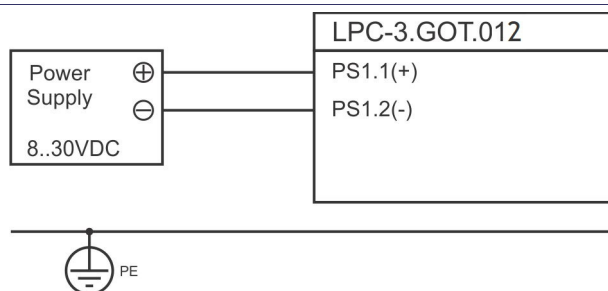 LPC-3.GOT.012
Power
Supply
8..30VDC
PS1.1(+)
PS1.2(-)
PE